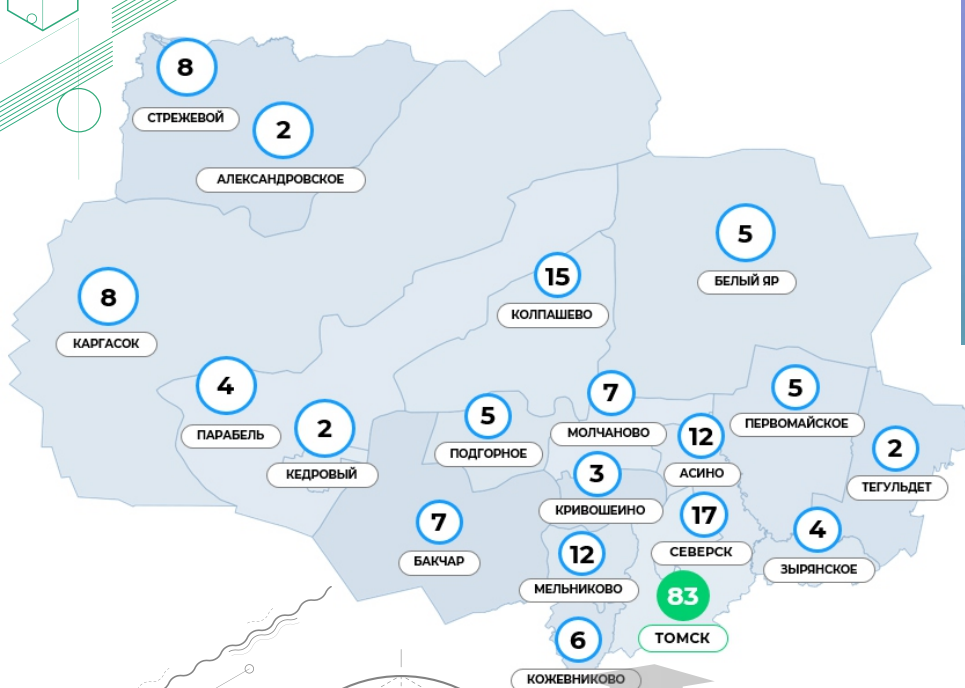 8
СТРЕЖЕВОЙ
2
АЛЕКСАНДРОВСКОЕ
5
БЕЛЫЙ ЯР
15
КОЛПАШЕВО
8
КАРГАСОК
4
ПАРАБЕЛЬ
2
КЕДРОВЫЙ
5
ПОДГОРНОЕ
7
МОЛЧАНОВО
5
ПЕРВОМАЙСКОЕ
12
АСИНО
2
ТЕГУЛЬДЕТ
3
КРИВОШЕИНО
7
БАКЧАР
17
СЕВЕРСК
4
ЗЫРЯНСКОЕ
12
МЕЛЬНИКОВО
83
ТОМСК
6
КОЖЕВНИКОВО